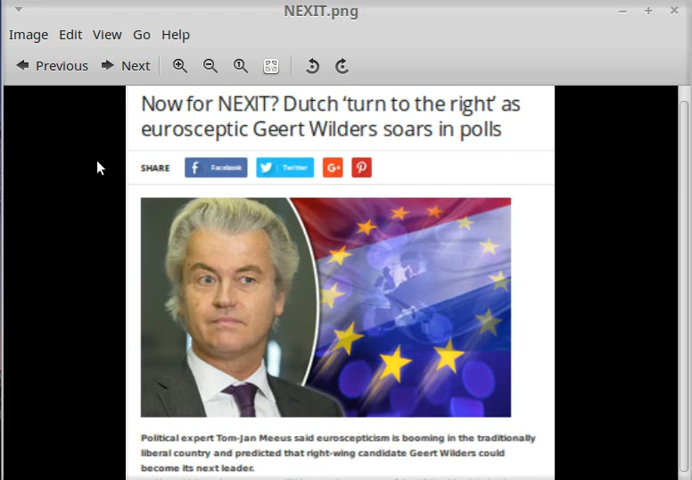 NEXIT.png
Image Edit View Go Help
Previous Next
Now for NEXIT? Dutch ‘turn to the right’ as
eurosceptic Geert Wilders soars in polls
SHARE Facebook Twitter G+
Political expert Tom-Jan Meeus said euroscepticism is booming in the traditionally
liberal country and predicted that right-wing candidate Geert Wilders could
become its next leader.